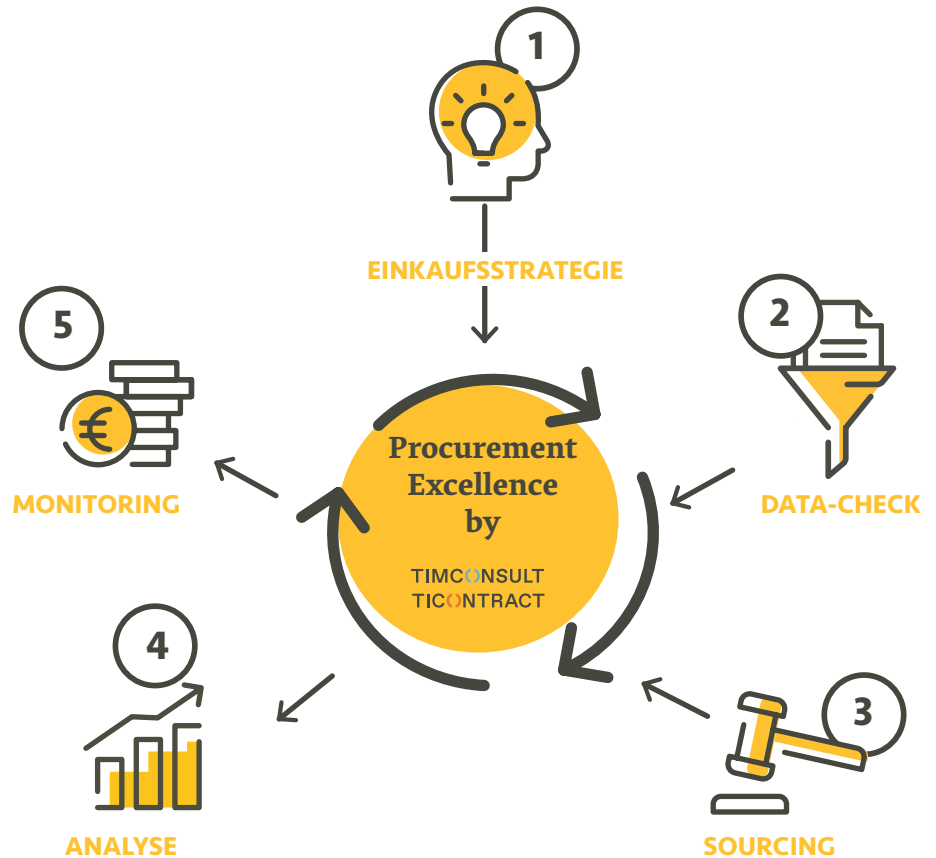 1
EINKAUFSSTRATEGIE
2
DATA-CHECK
3
SOURCING
4
ANALYSE
5
€
MONITORING
Procurement
Excellence
by
TIMCONSULT
TICONTRACT